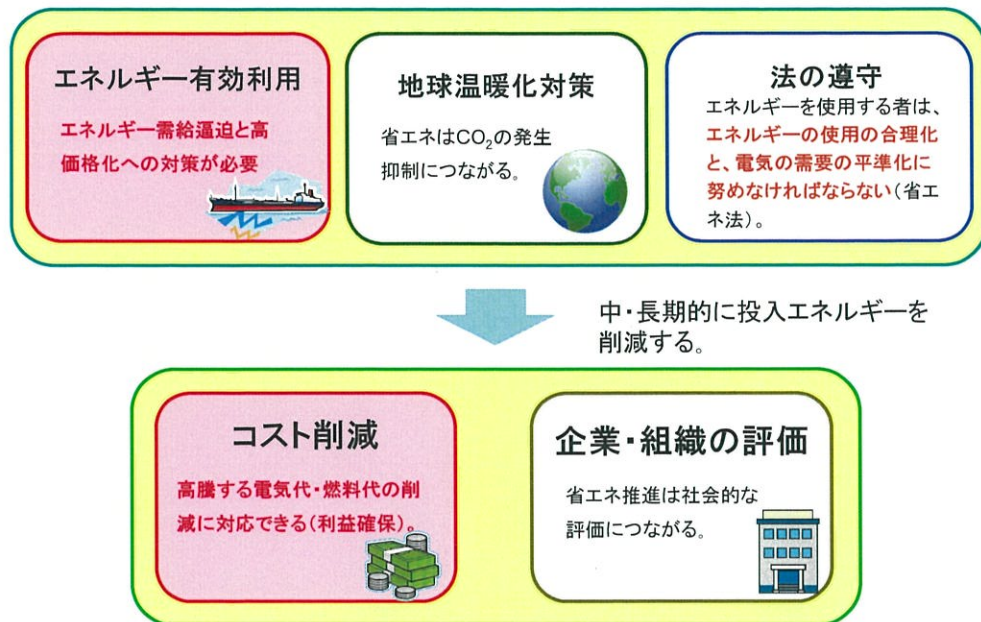 エネルギー有効利用
エネルギー需給逼迫と高
価格化への対策が必要
地球温暖化対策
省エネはCO₂の発生
抑制につながる。
法の遵守
エネルギーを使用する者は、
エネルギーの使用の合理化
と、電気の需要の平準化に
努めなければならない(省エ
ネ法)。
中・長期的に投入エネルギーを
削減する。
コスト削減
高騰する電気代・燃料代の削
減に対応できる(利益確保)。
企業・組織の評価
省エネ推進は社会的な
評価につながる。